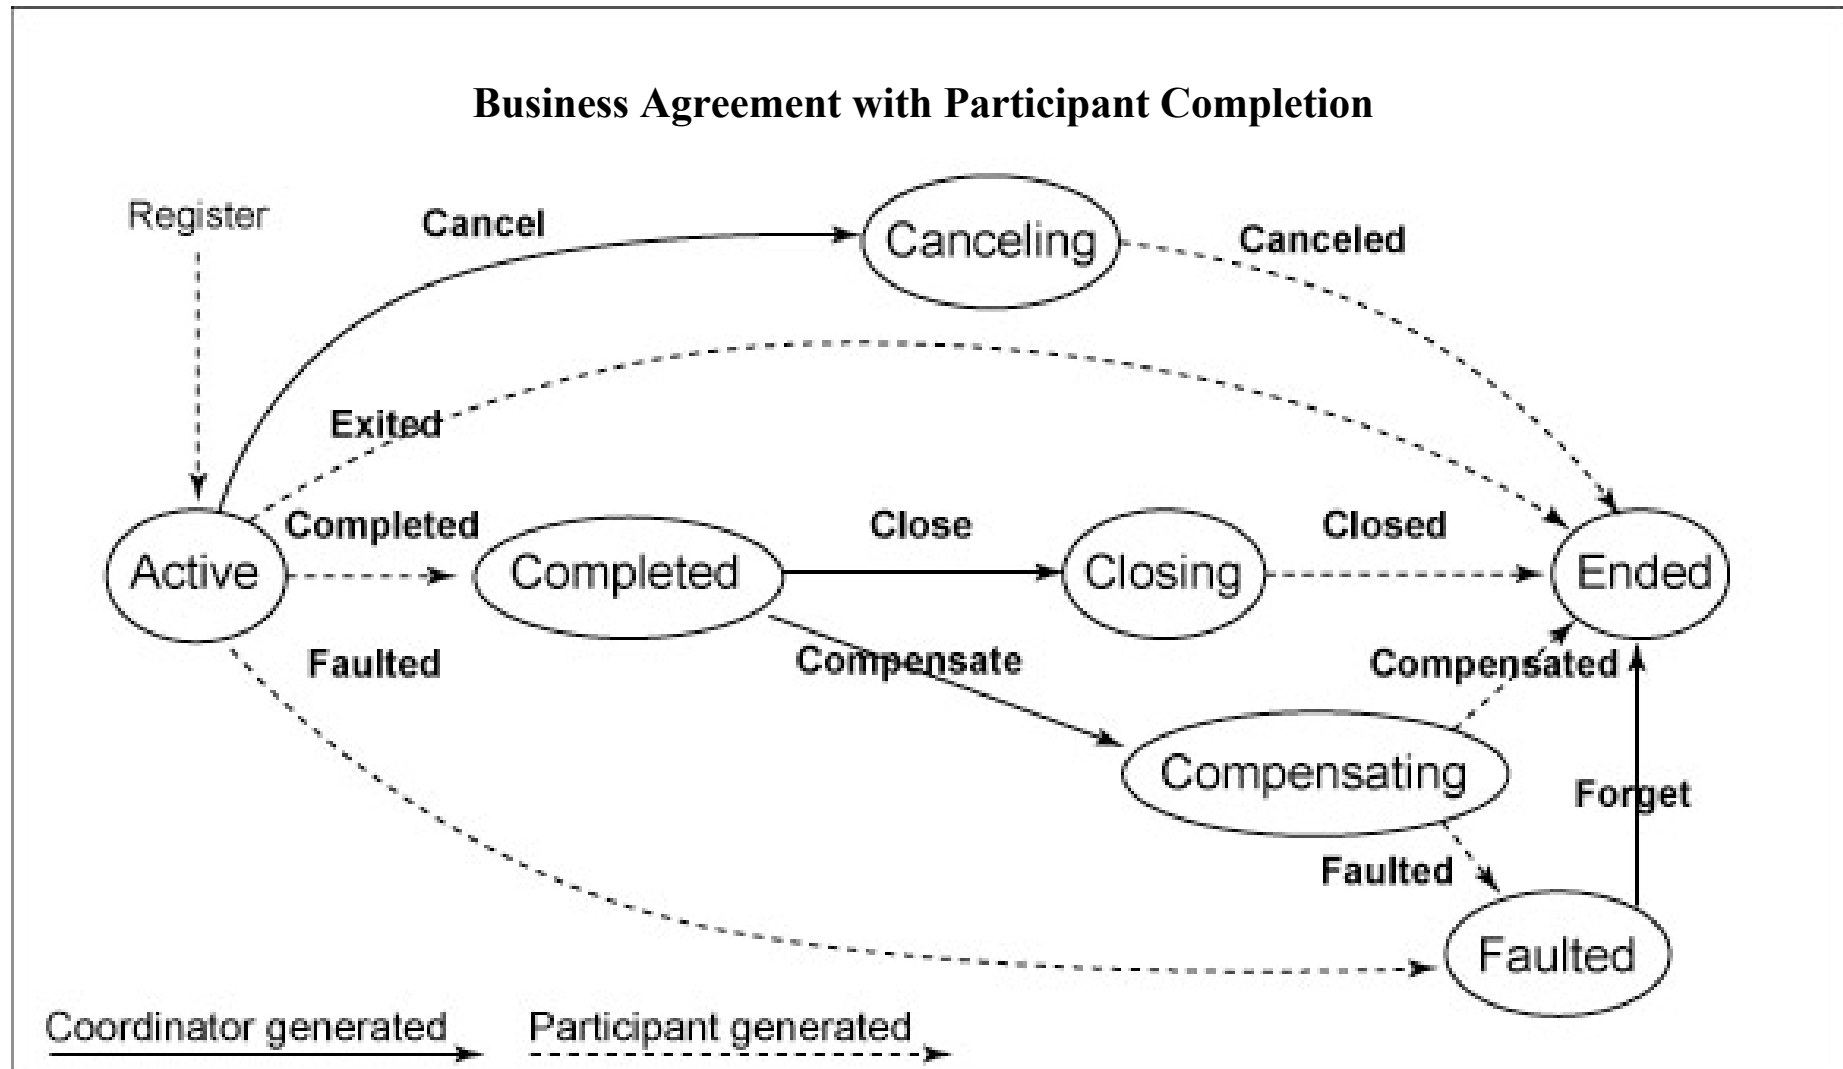 Business Agreement with Participant Completion
Register
Cancel
Canceling
Canceled
Exited
Completed
Close
Closed
Active
Completed
Closing
Ended
Faulted
Compensate
Compensated
Compensating
Forget
Faulted
Faulted
Coordinator generated
Participant generated